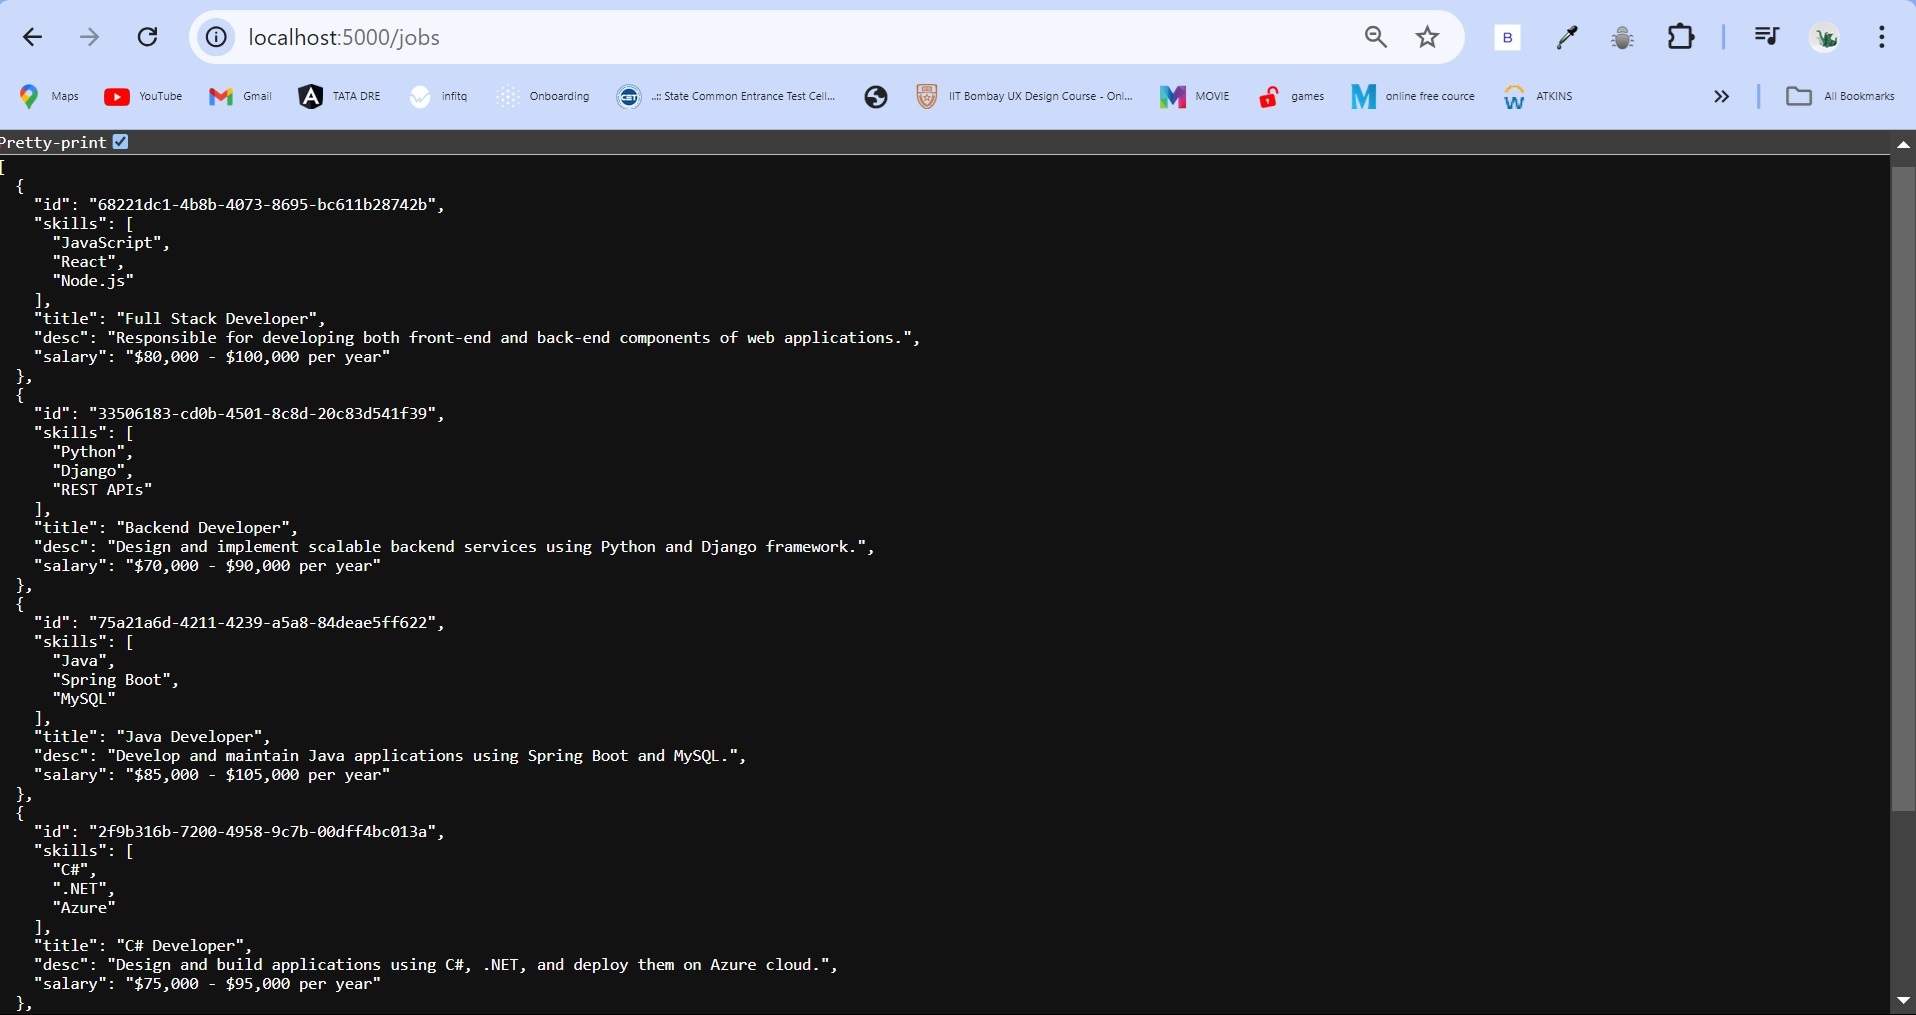 localhost:5000/jobs
B
Maps YouTube Gmail TATA DRE infitq Onboarding CET ..:: State Common Entrance Test Cell... IIT Bombay UX Design Course - Onl... MOVIE games online free cource ATKINS All Bookmarks
Pretty-print
[
{
"id": "68221dc1-4b8b-4073-8695-bc611b28742b",
"skills": [
"JavaScript",
"React",
"Node.js"
],
"title": "Full Stack Developer",
"desc": "Responsible for developing both front-end and back-end components of web applications.",
"salary": "$80,000 - $100,000 per year"
},
{
"id": "33506183-cd0b-4501-8c8d-20c83d541f39",
"skills": [
"Python",
"Django",
"REST APIs"
],
"title": "Backend Developer",
"desc": "Design and implement scalable backend services using Python and Django framework.",
"salary": "$70,000 - $90,000 per year"
},
{
"id": "75a21a6d-4211-4239-a5a8-84deae5ff622",
"skills": [
"Java",
"Spring Boot",
"MySQL"
],
"title": "Java Developer",
"desc": "Develop and maintain Java applications using Spring Boot and MySQL.",
"salary": "$85,000 - $105,000 per year"
},
{
"id": "2f9b316b-7200-4958-9c7b-00dff4bc013a",
"skills": [
"C#",
".NET",
"Azure"
],
"title": "C# Developer",
"desc": "Design and build applications using C#, .NET, and deploy them on Azure cloud.",
"salary": "$75,000 - $95,000 per year"
},